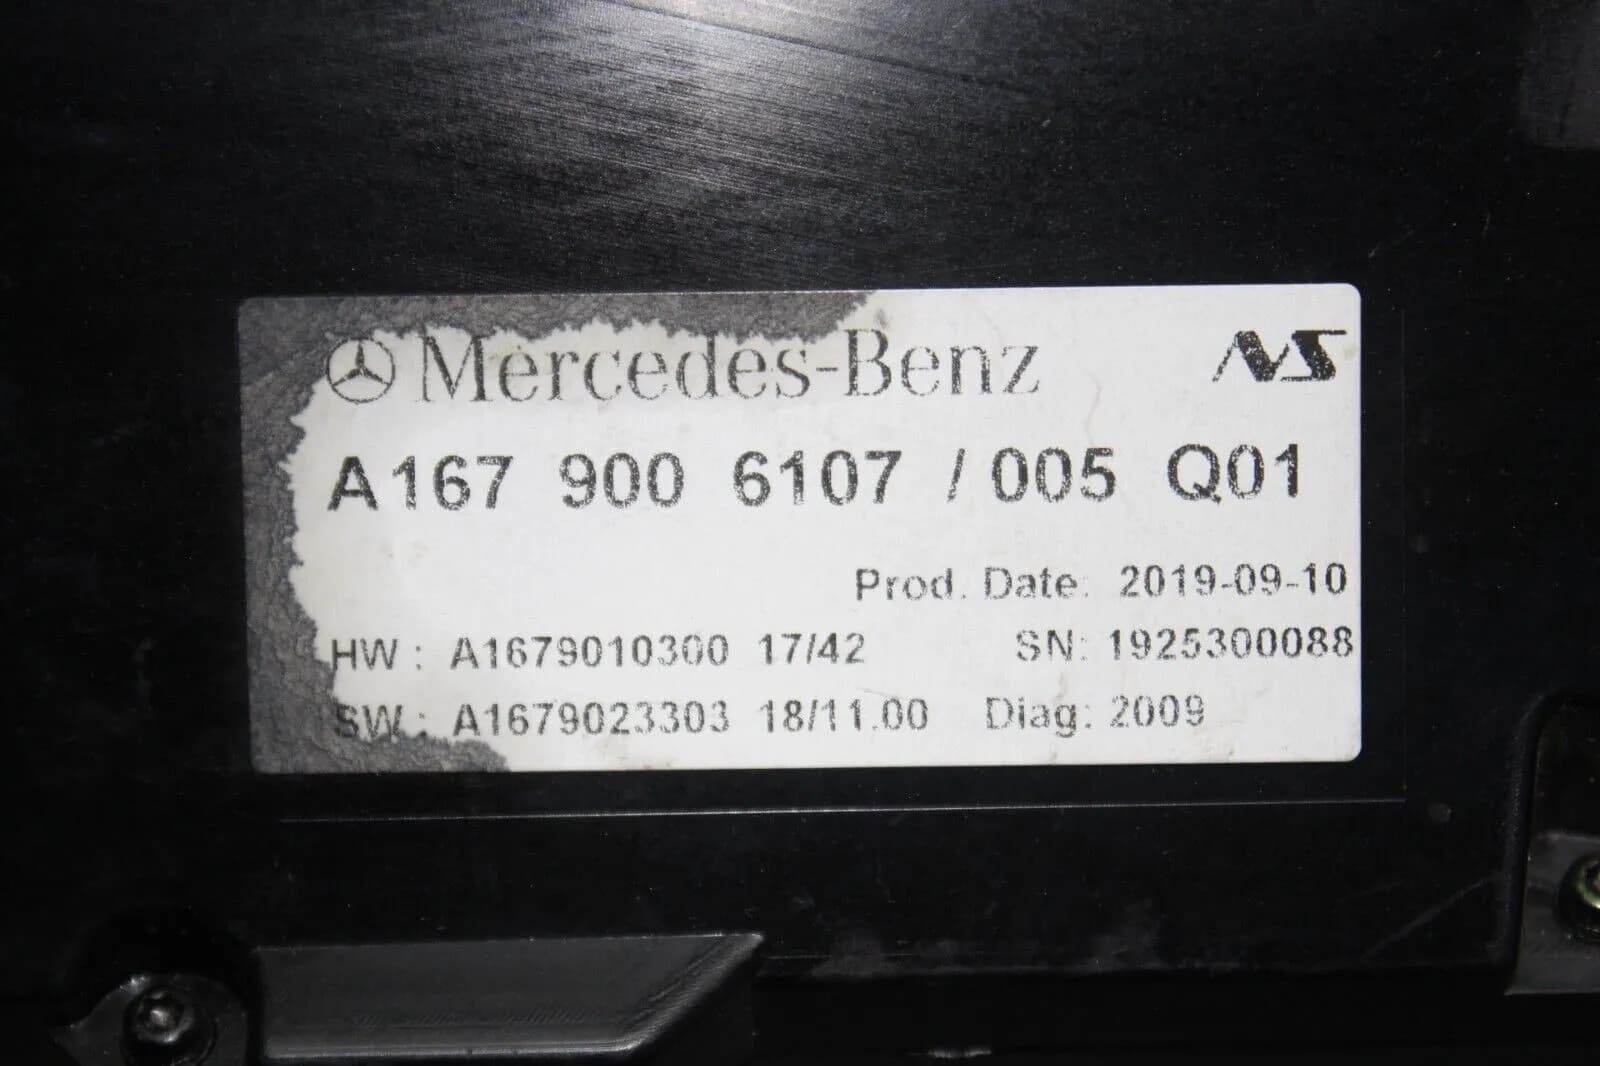 Mercedes-Benz NS
A167 900 6107 / 005 Q01
Prod. Date: 2019-09-10
HW : A1679010300 17/42 SN: 1925300088
SW : A1679023303 18/11.00 Diag: 2009